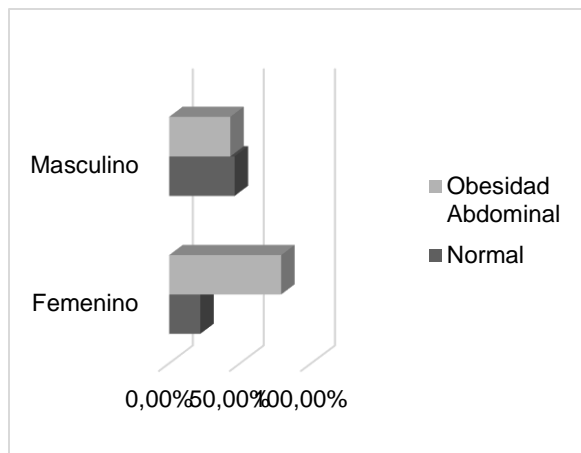 Masculino
Femenino
0,00% 50,00% 100,00%
Obesidad
Abdominal
Normal